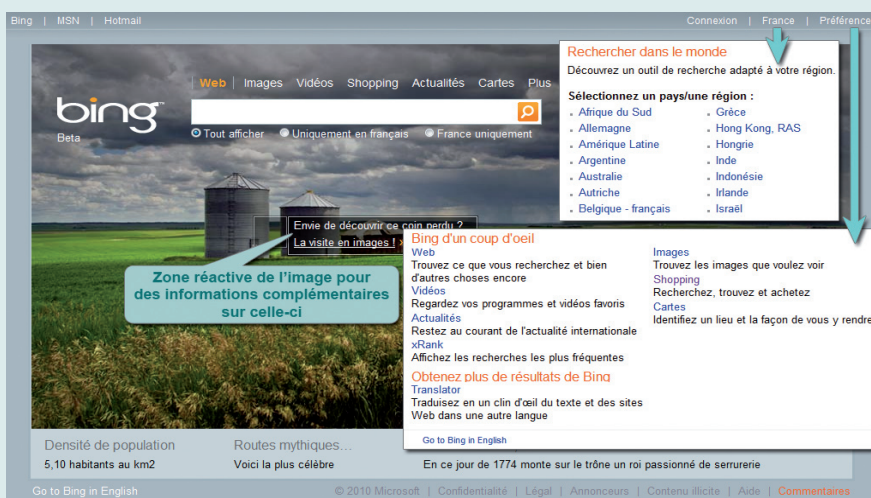 Bing | MSN | Hotmail
Connexion | France | Préférence
Web | Images Vidéos Shopping Actualités Cartes Plus
bing
Beta
Tout afficher Uniquement en français France uniquement
Rechercher dans le monde
Découvrez un outil de recherche adapté à votre région.
Sélectionnez un pays/une région :
Afrique du Sud
Allemagne
Amérique Latine
Argentine
Australie
Autriche
Belgique - français
Grèce
Hong Kong, RAS
Hongrie
Inde
Indonésie
Irlande
Israël
Envie de découvrir ce coin perdu ?
La visite en images !
Zone réactive de l'image pour
des informations complémentaires
sur celle-ci
Bing d'un coup d'oeil
Web
Trouvez ce que vous recherchez et bien
d'autres choses encore
Vidéos
Regardez vos programmes et vidéos favoris
Actualités
Restez au courant de l'actualité internationale
xRank
Affichez les recherches les plus fréquentes
Images
Trouvez les images que voulez voir
Shopping
Recherchez, trouvez et achetez
Cartes
Identifiez un lieu et la façon de vous y rendre
Obtenez plus de résultats de Bing
Translator
Traduisez en un clin d'œil du texte et des sites
Web dans une autre langue
Go to Bing in English
Densité de population
5,10 habitants au km2
Routes mythiques...
Voici la plus célèbre
En ce jour de 1774 monte sur le trône un roi passionné de serrurerie
Go to Bing in English
© 2010 Microsoft | Confidentialité | Légal | Annonceurs | Contenu illicite | Aide | Commentaires